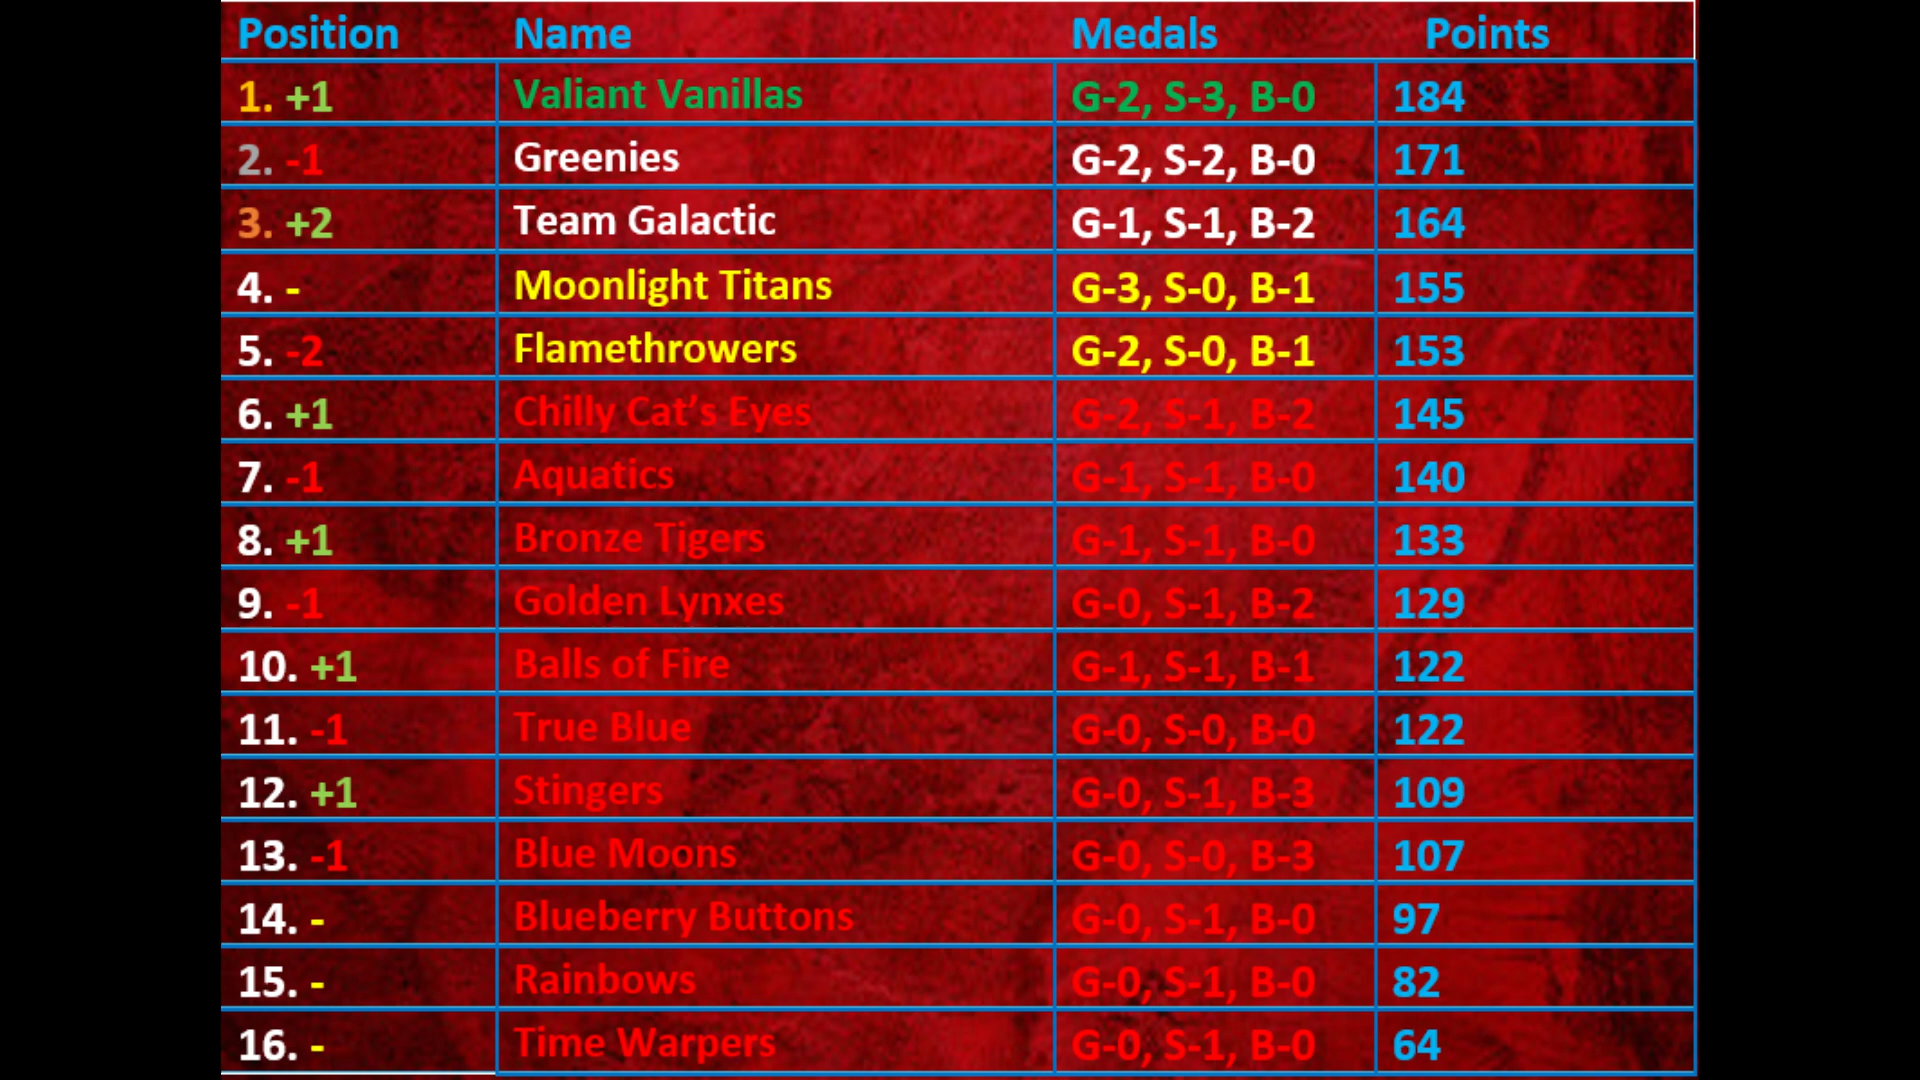 Position Name Medals Points
1. +1 Valiant Vanillas G-2, S-3, B-0 184
2. -1 Greenies G-2, S-2, B-0 171
3. +2 Team Galactic G-1, S-1, B-2 164
4. - Moonlight Titans G-3, S-0, B-1 155
5. -2 Flamethrowers G-2, S-0, B-1 153
6. +1 Chilly Cat’s Eyes G-2, S-1, B-2 145
7. -1 Aquatics G-1, S-1, B-0 140
8. +1 Bronze Tigers G-1, S-1, B-0 133
9. -1 Golden Lynxes G-0, S-1, B-2 129
10. +1 Balls of Fire G-1, S-1, B-1 122
11. -1 True Blue G-0, S-0, B-0 122
12. +1 Stingers G-0, S-1, B-3 109
13. -1 Blue Moons G-0, S-0, B-3 107
14. - Blueberry Buttons G-0, S-1, B-0 97
15. - Rainbows G-0, S-1, B-0 82
16. - Time Warpers G-0, S-1, B-0 64